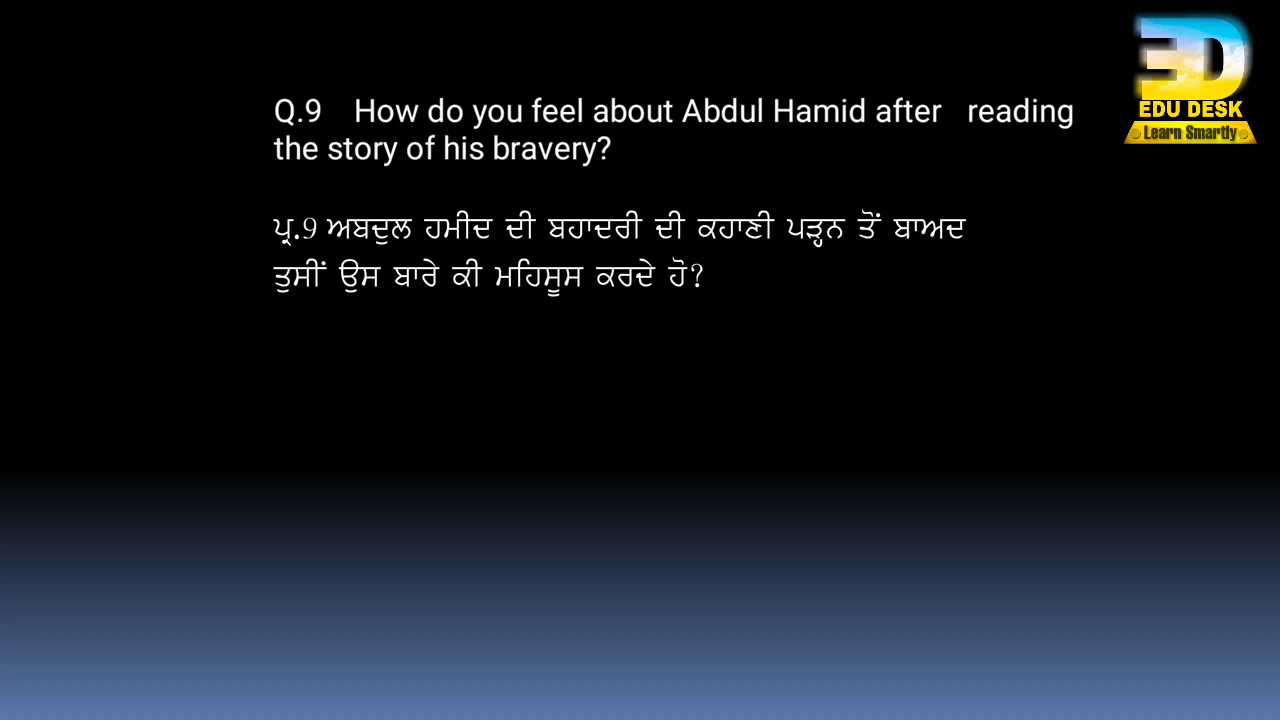 Q.9 How do you feel about Abdul Hamid after reading
the story of his bravery?
ਪ੍ਰ.9 ਅਬਦੁਲ ਹਮੀਦ ਦੀ ਬਹਾਦਰੀ ਦੀ ਕਹਾਣੀ ਪੜ੍ਹਨ ਤੋਂ ਬਾਅਦ
ਤੁਸੀਂ ਉਸ ਬਾਰੇ ਕੀ ਮਹਿਸੂਸ ਕਰਦੇ ਹੋ?
ED
EDU DESK
Learn Smartly